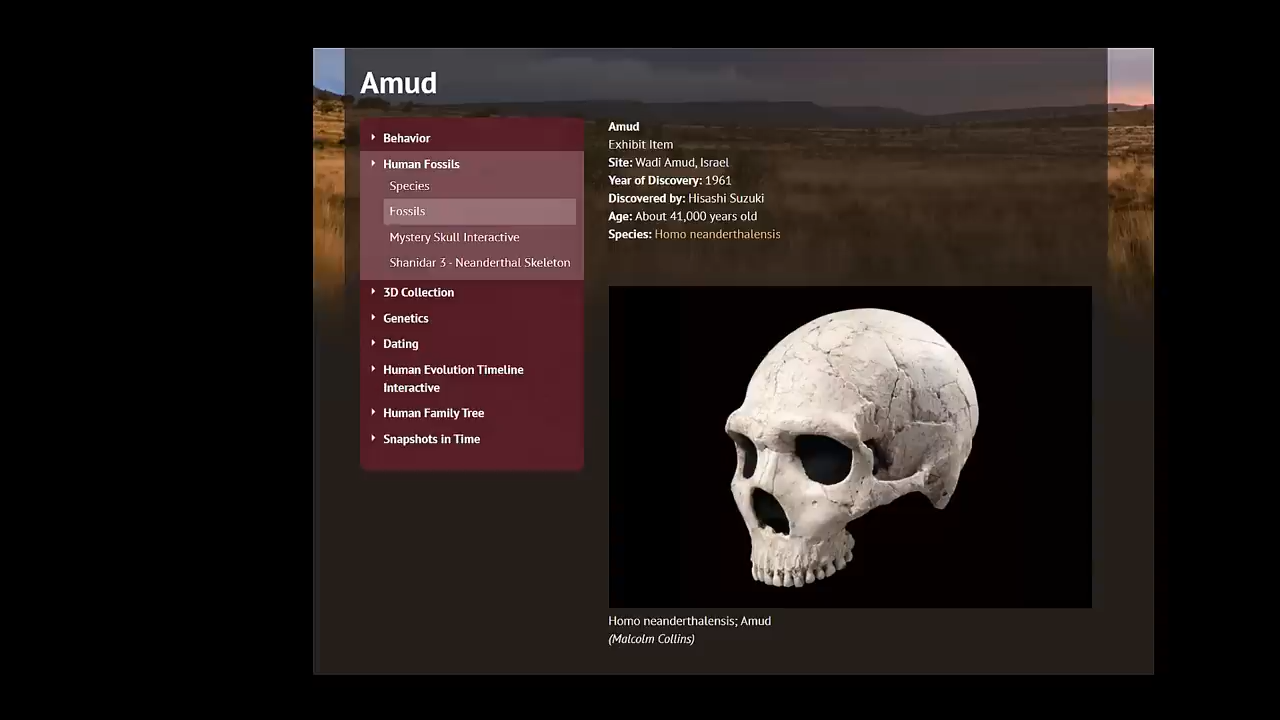 Amud
Behavior
Human Fossils
Species
Fossils
Mystery Skull Interactive
Shanidar 3 - Neanderthal Skeleton
3D Collection
Genetics
Dating
Human Evolution Timeline
Interactive
Human Family Tree
Snapshots in Time
Amud
Exhibit Item
Site: Wadi Amud, Israel
Year of Discovery: 1961
Discovered by: Hisashi Suzuki
Age: About 41,000 years old
Species: Homo neanderthalensis
Homo neanderthalensis; Amud
(Malcolm Collins)